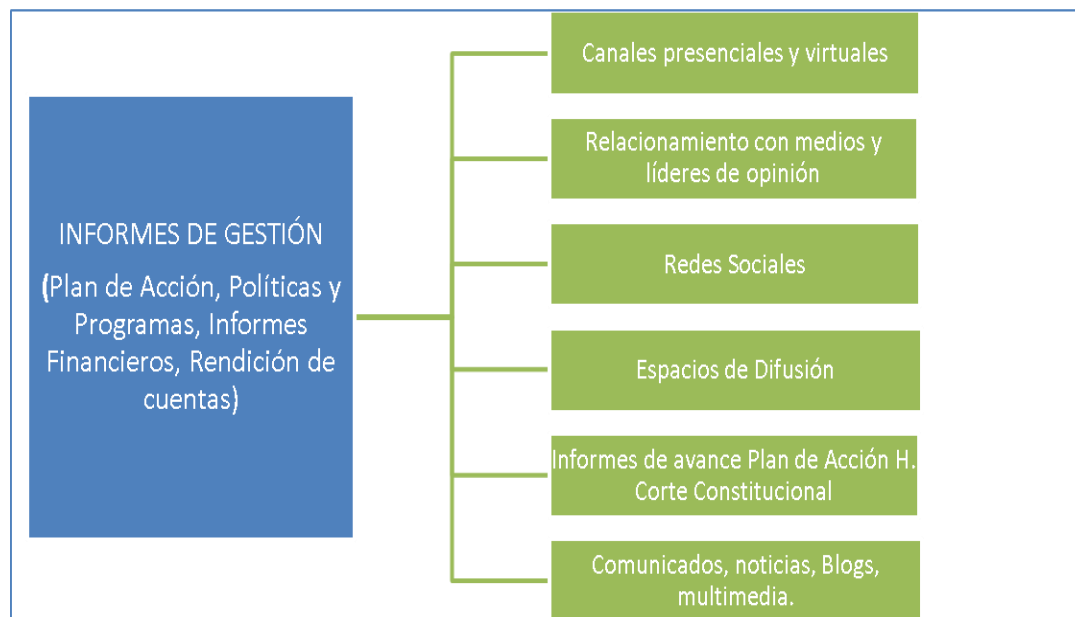 INFORMES DE GESTIÓN
(Plan de Acción, Políticas y
Programas, Informes
Financieros, Rendición de
cuentas)
Canales presenciales y virtuales
Relacionamiento con medios y
líderes de opinión
Redes Sociales
Espacios de Difusión
Informes de avance Plan de Acción H.
Corte Constitucional
Comunicados, noticias, Blogs,
multimedia.